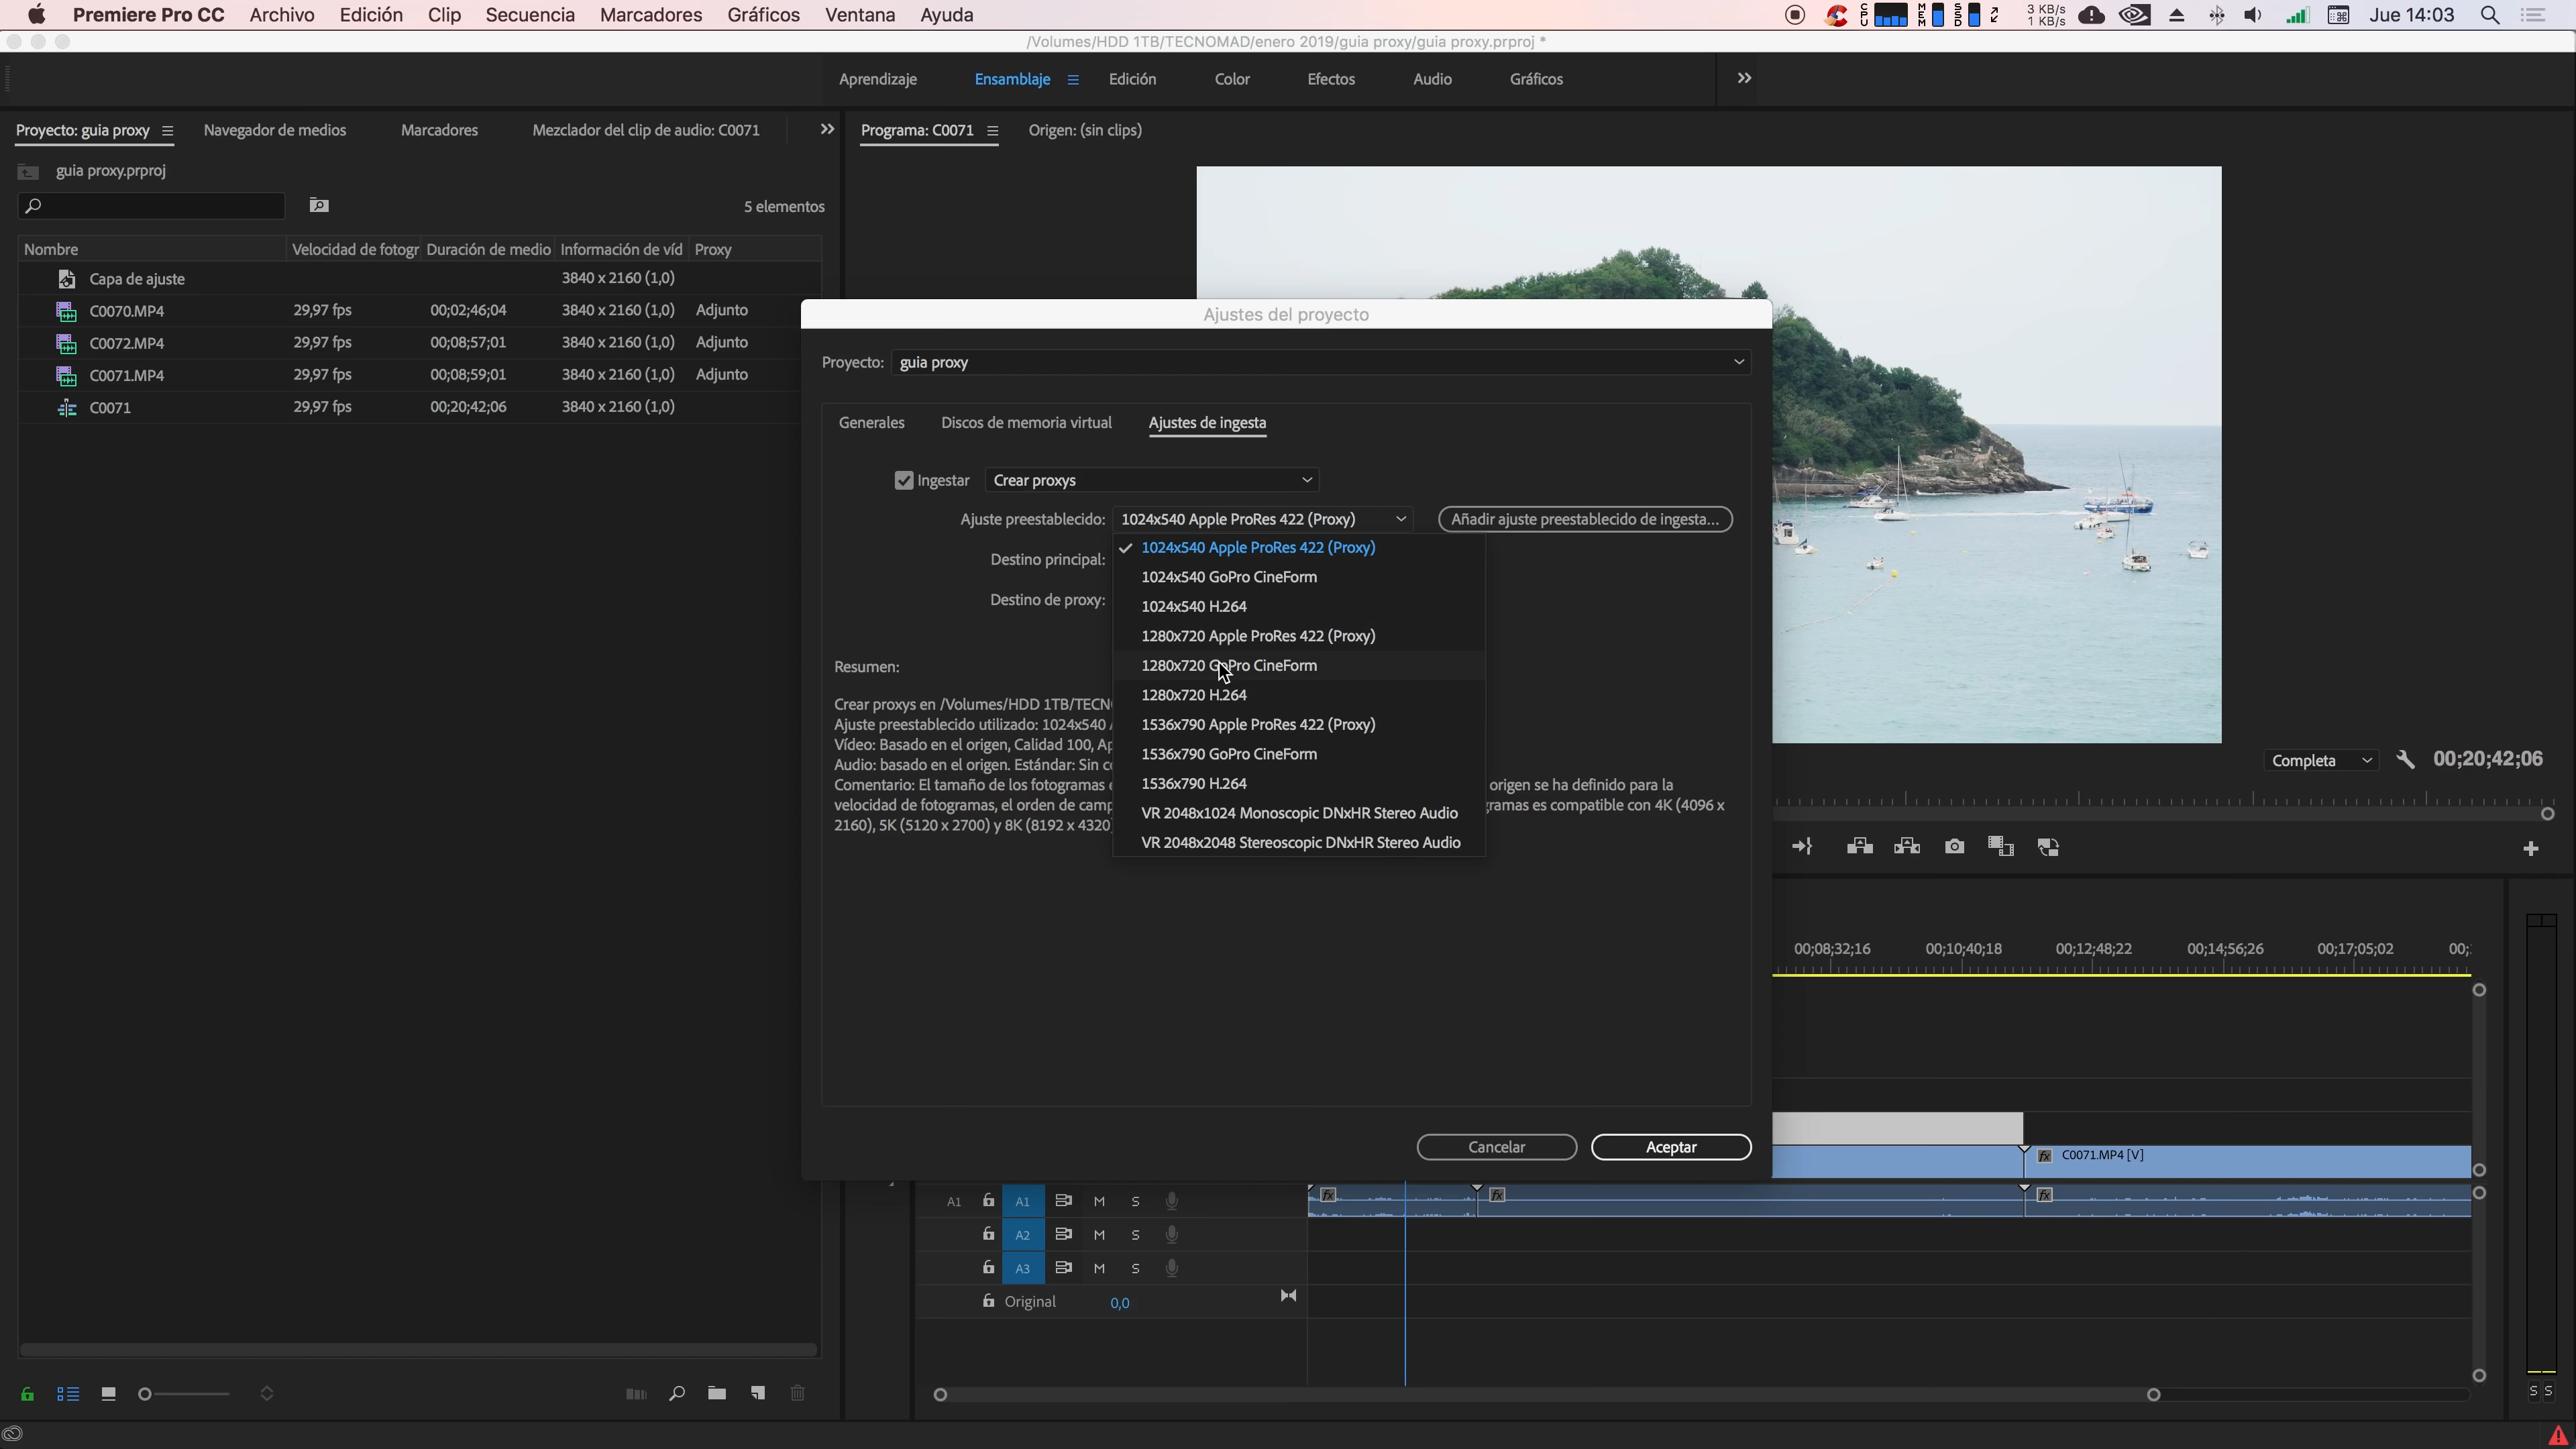 Premiere Pro CC Archivo Edición Clip Secuencia Marcadores Gráficos Ventana Ayuda
CPU MEM SSD 3 KB/s 1 KB/s Jue 14:03
/Volumes/HDD 1TB/TECNOMAD/enero 2019/guia proxy/guia proxy.prproj *
Aprendizaje Ensamblaje Edición Color Efectos Audio Gráficos
Proyecto: guia proxy Navegador de medios Marcadores Mezclador del clip de audio: C0071
Programa: C0071 Origen: (sin clips)
guia proxy.prproj
5 elementos
Nombre Velocidad de fotogr Duración de medio Información de víd Proxy
Capa de ajuste 3840 x 2160 (1,0)
C0070.MP4 29,97 fps 00;02;46;04 3840 x 2160 (1,0) Adjunto
C0072.MP4 29,97 fps 00;08;57;01 3840 x 2160 (1,0) Adjunto
C0071.MP4 29,97 fps 00;08;59;01 3840 x 2160 (1,0) Adjunto
C0071 29,97 fps 00;20;42;06 3840 x 2160 (1,0)
Ajustes del proyecto
Proyecto: guia proxy
Generales Discos de memoria virtual Ajustes de ingesta
Ingestar Crear proxys
Ajuste preestablecido: 1024x540 Apple ProRes 422 (Proxy) Añadir ajuste preestablecido de ingesta...
Destino principal:
Destino de proxy:
1024x540 Apple ProRes 422 (Proxy)
1024x540 GoPro CineForm
1024x540 H.264
1280x720 Apple ProRes 422 (Proxy)
1280x720 GoPro CineForm
1280x720 H.264
1536x790 Apple ProRes 422 (Proxy)
1536x790 GoPro CineForm
1536x790 H.264
VR 2048x1024 Monoscopic DNxHR Stereo Audio
VR 2048x2048 Stereoscopic DNxHR Stereo Audio
Resumen:
Crear proxys en /Volumes/HDD 1TB/TECN
Ajuste preestablecido utilizado: 1024x540
Vídeo: Basado en el origen, Calidad 100, Ap
Audio: basado en el origen. Estándar: Sin c
Comentario: El tamaño de los fotogramas origen se ha definido para la
velocidad de fotogramas, el orden de camp gramas es compatible con 4K (4096 x
2160), 5K (5120 x 2700) y 8K (8192 x 4320)
Cancelar Aceptar
Completa 00;20;42;06
00;08;32;16 00;10;40;18 00;12;48;22 00;14;56;26 00;17;05;02 00;
fx C0071.MP4 [V]
A1 A1 M S fx fx fx
A2 M S
A3 M S
Original 0,0
S S